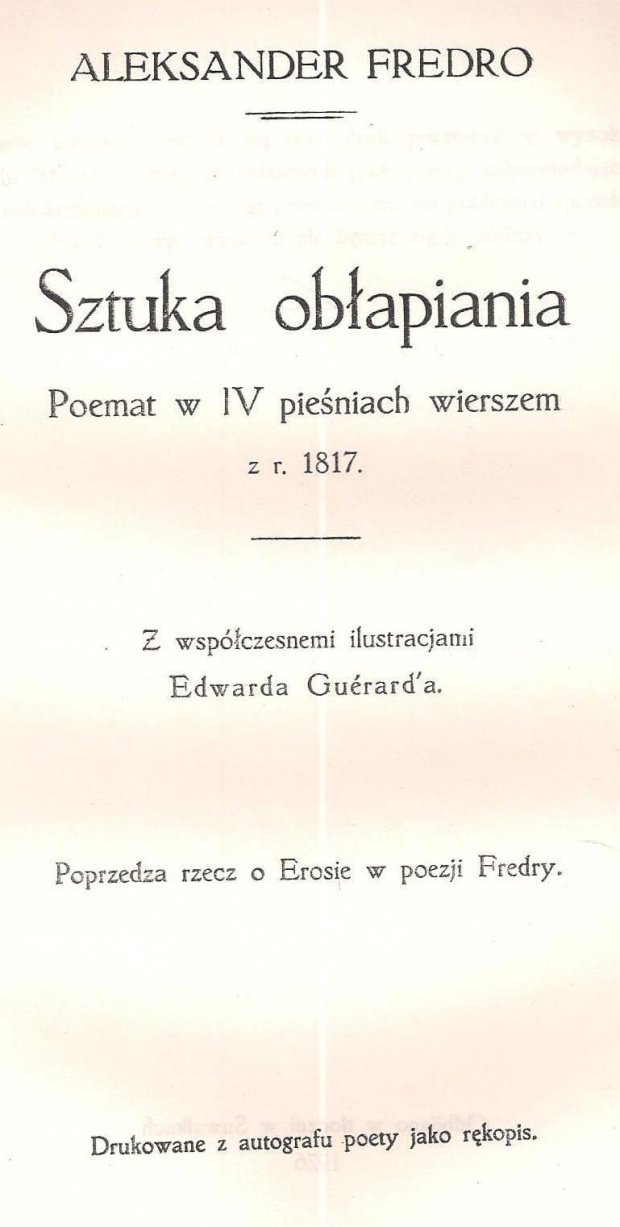 ALEKSANDER FREDRO
Sztuka obłapiania
Poemat w IV pieśniach wierszem
z r. 1817.
Z współczesnemi ilustracjami
Edwarda Guérard'a.
Poprzedza rzecz o Erosie w poezji Fredry.
Drukowane z autografu poety jako rękopis.